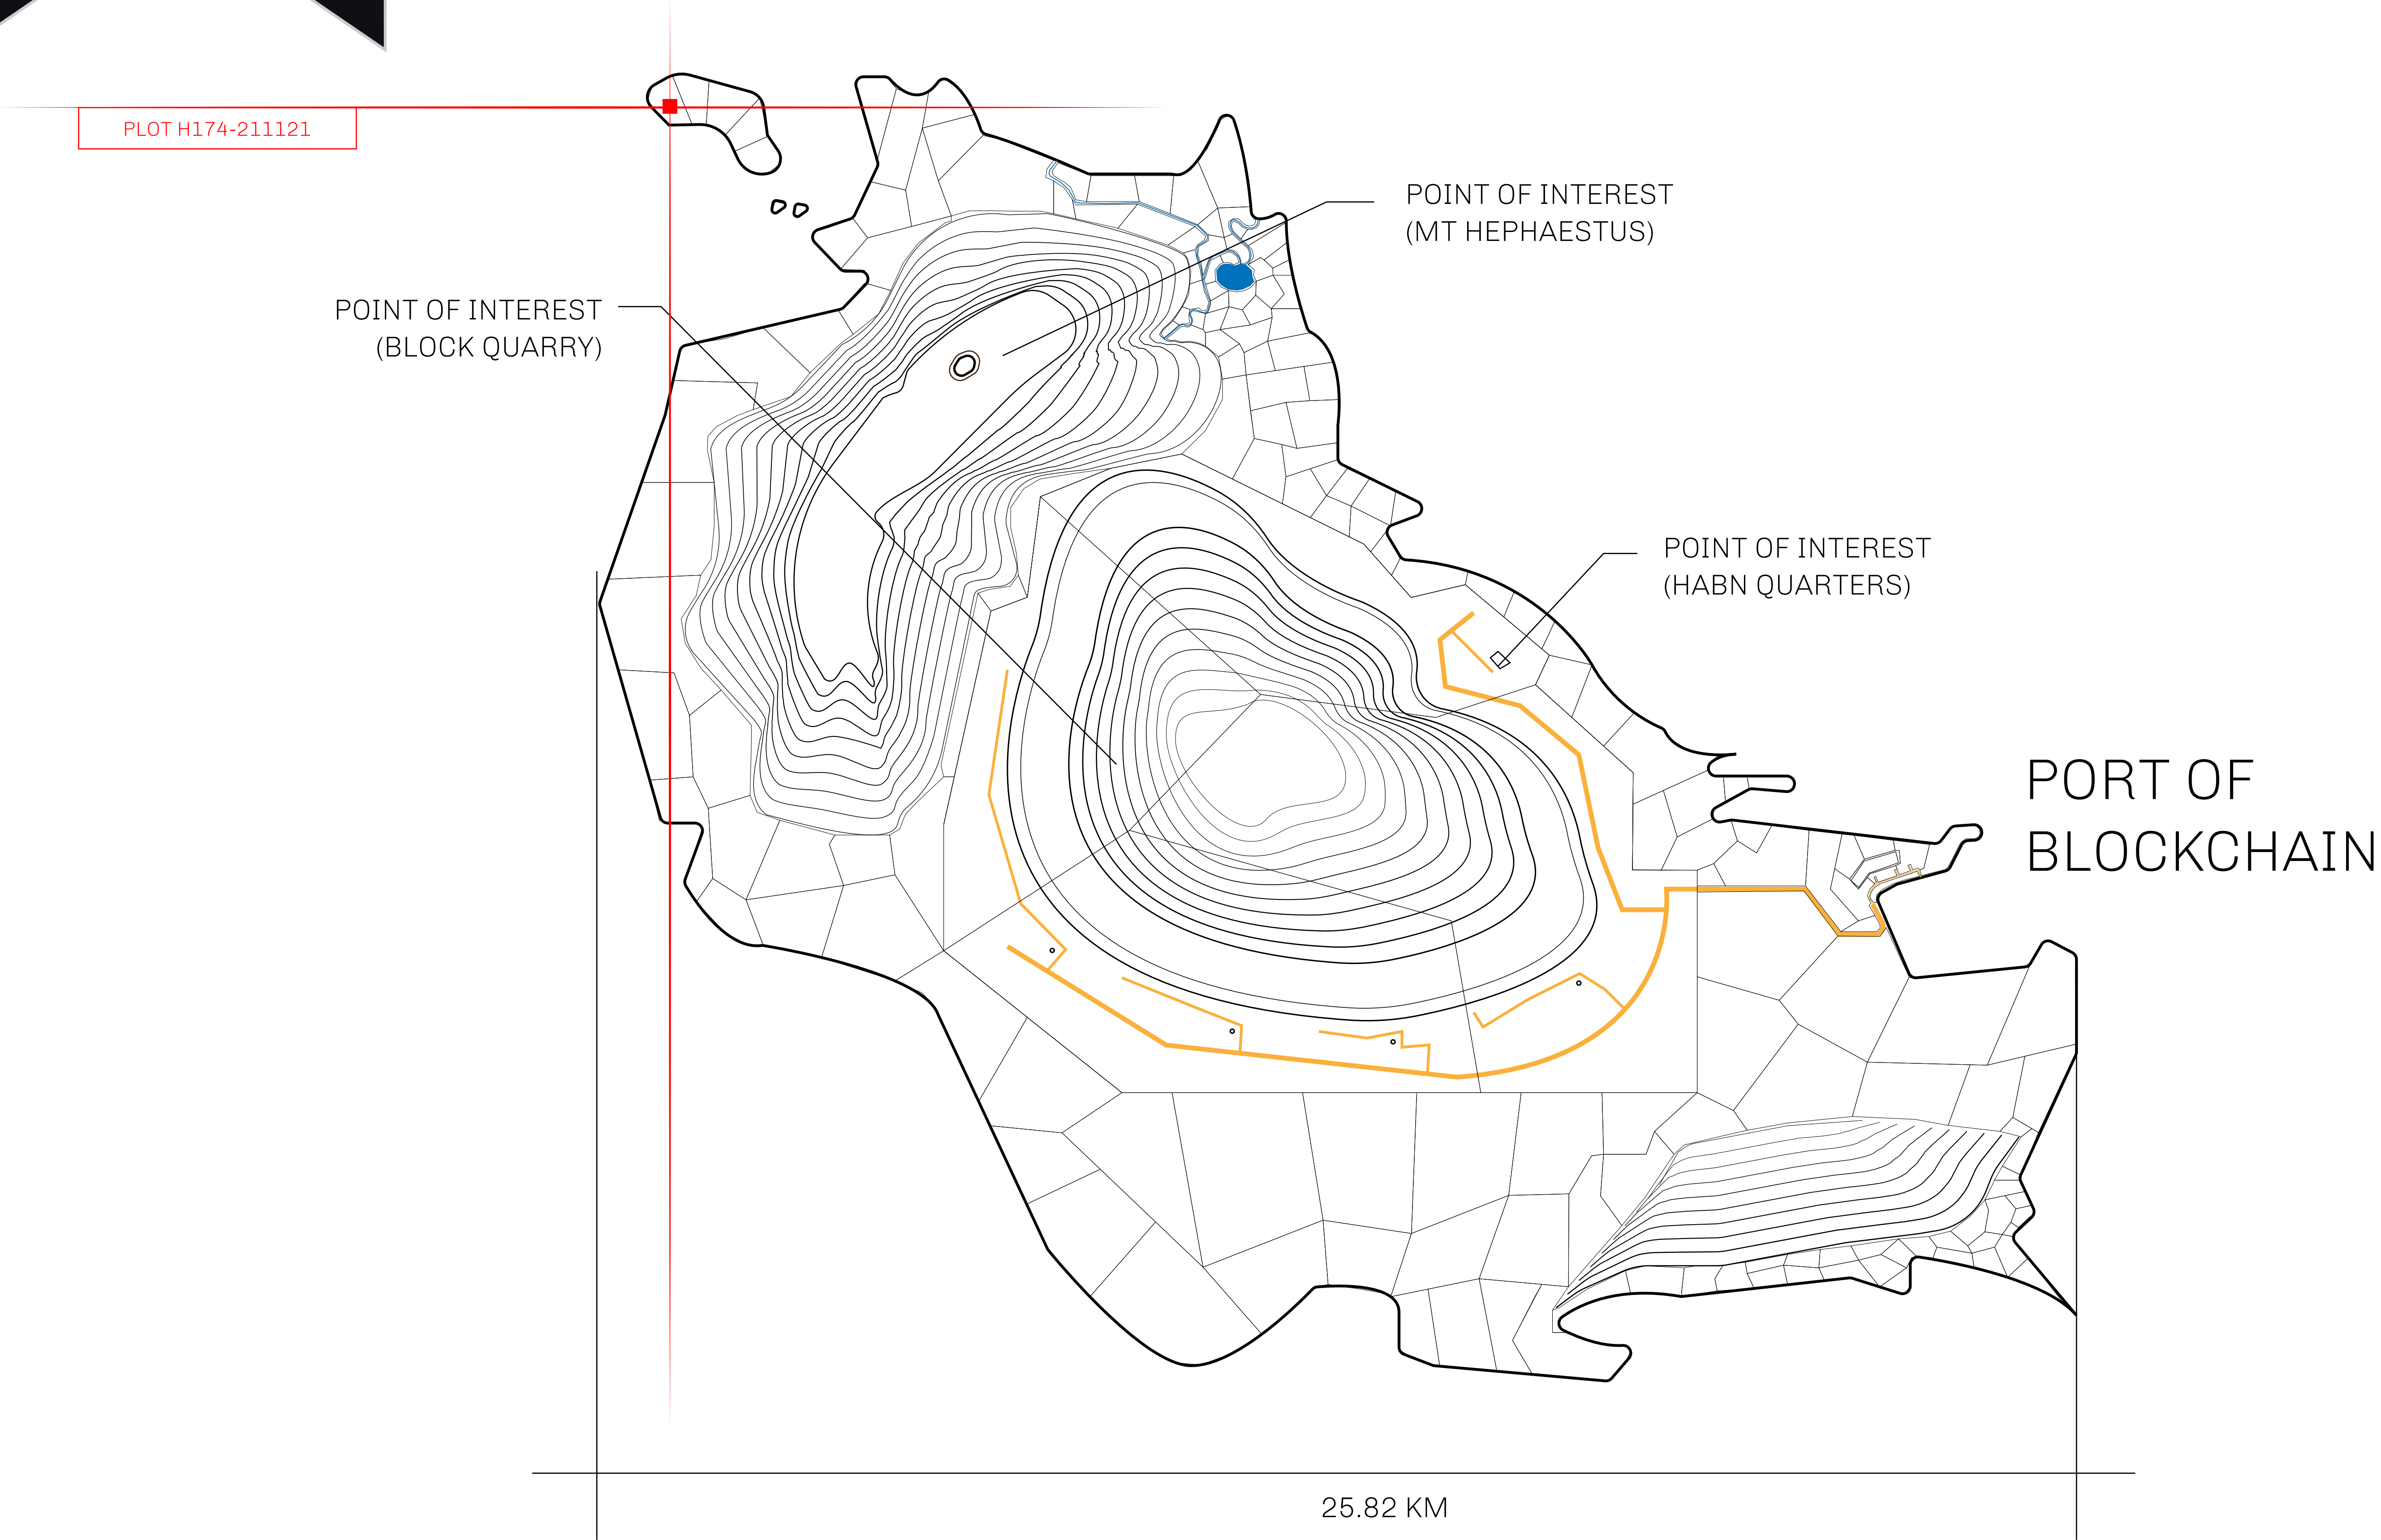 PLOT H174-211121
POINT OF INTEREST
(MT HEPHAESTUS)
POINT OF INTEREST
(BLOCK QUARRY)
POINT OF INTEREST
(HABN QUARTERS)
PORT OF
BLOCKCHAIN
25.82 KM